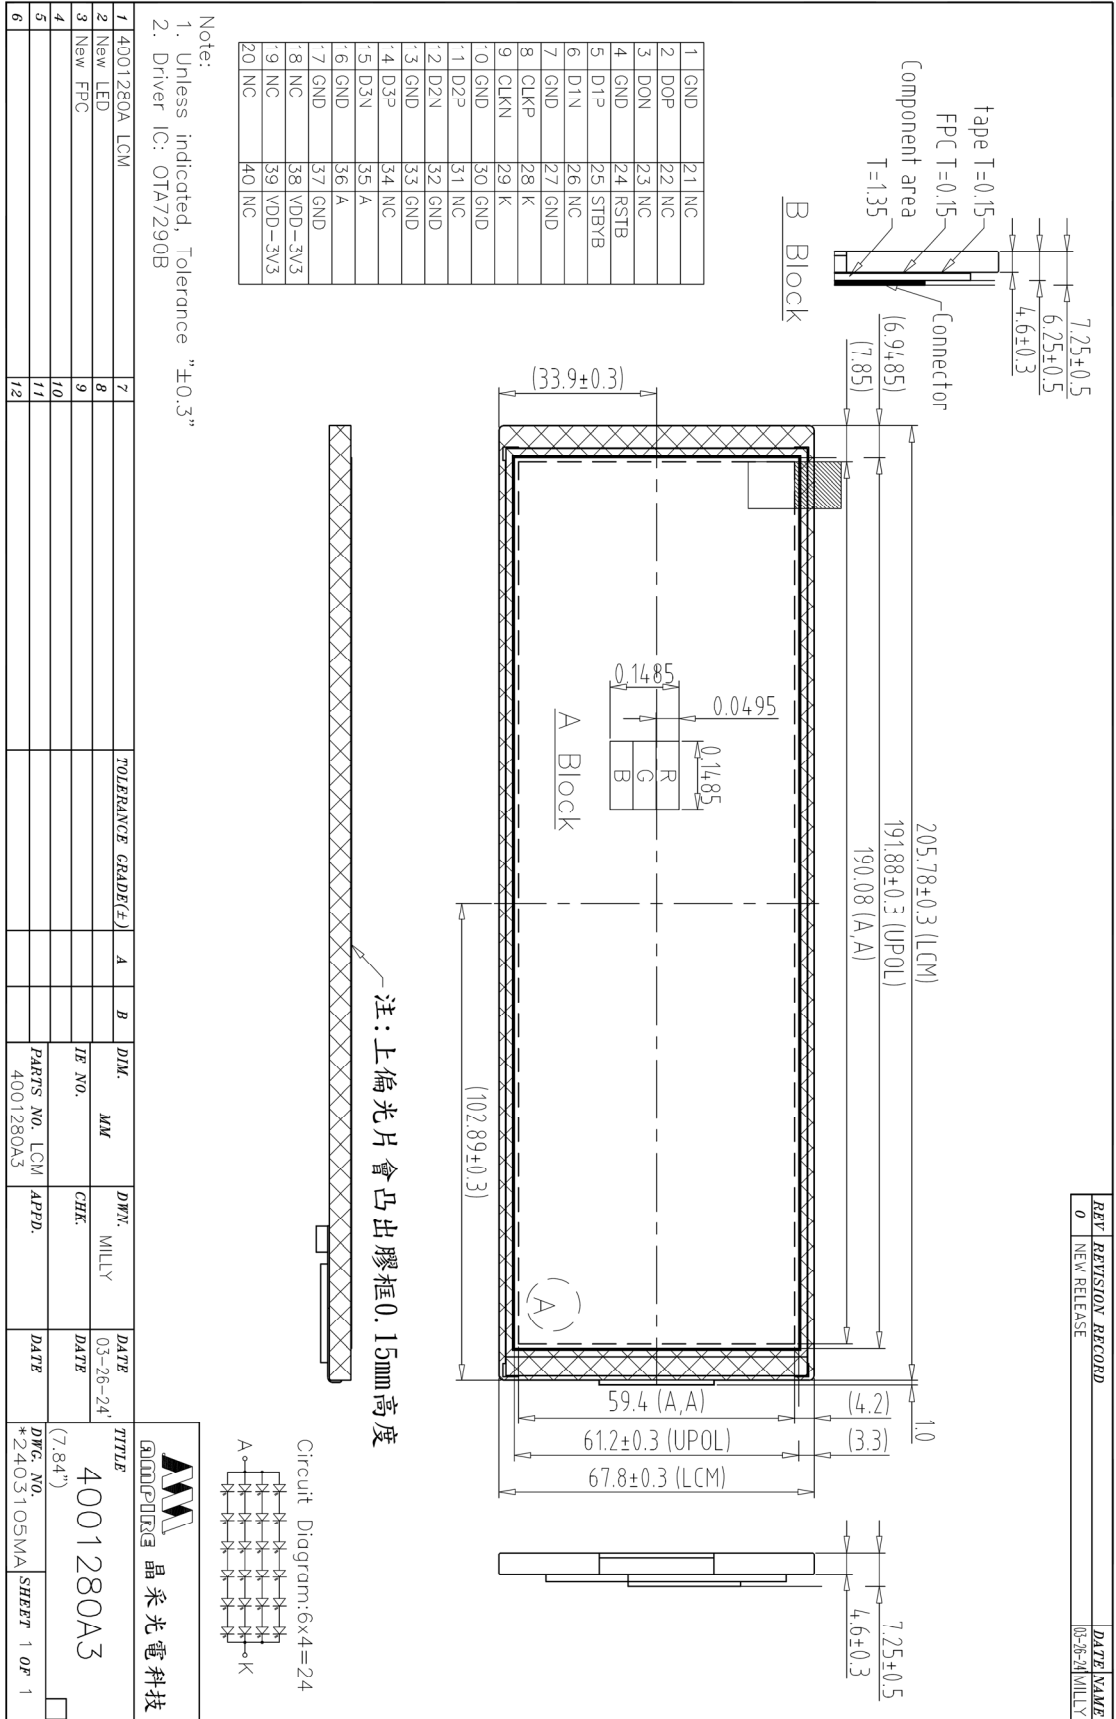 REV REVISION RECORD DATE NAME
0 NEW RELEASE 03-26-24' MILLY
7.25±0.5
6.25±0.5
4.6±0.3
tape T=0.15
FPC T=0.15
Component area
T=1.35
Connector
B Block
(6.9485)
(7.85)
205.78±0.3 (LCM)
191.88±0.3 (UPOL)
190.08 (A,A)
1.0
(4.2)
(3.3)
7.25±0.5
4.6±0.3
(33.9±0.3)
0.1485
0.0495
0.1485
R
G
B
A Block
A
59.4 (A,A)
61.2±0.3 (UPOL)
67.8±0.3 (LCM)
(102.89±0.3)
注:上偏光片會凸出膠框0.15mm高度
1 GND 21 NC
2 D0P 22 NC
3 D0N 23 NC
4 GND 24 RSTB
5 D1P 25 STBYB
6 D1N 26 NC
7 GND 27 GND
8 CLKP 28 K
9 CLKN 29 K
10 GND 30 GND
11 D2P 31 NC
12 D2N 32 GND
13 GND 33 GND
14 D3P 34 NC
15 D3N 35 A
16 GND 36 A
17 GND 37 GND
18 NC 38 VDD-3V3
19 NC 39 VDD-3V3
20 NC 40 NC
Circuit Diagram:6x4=24
A K
Note:
1. Unless indicated, Tolerance "±0.3"
2. Driver IC: OTA7290B
AMPIRE 晶采光電科技
1 4001280A LCM 7 TOLERANCE GRADE(±) A B
2 New LED 8
3 New FPC 9
4 10
5 11
6 12
DIM. MM
DWN. MILLY
DATE 03-26-24'
IE NO.
CHK.
DATE
PARTS NO. LCM
4001280A3
APPD.
DATE
TITLE
4001280A3
(7.84")
DWG. NO.
*2403105MA
SHEET 1 OF 1